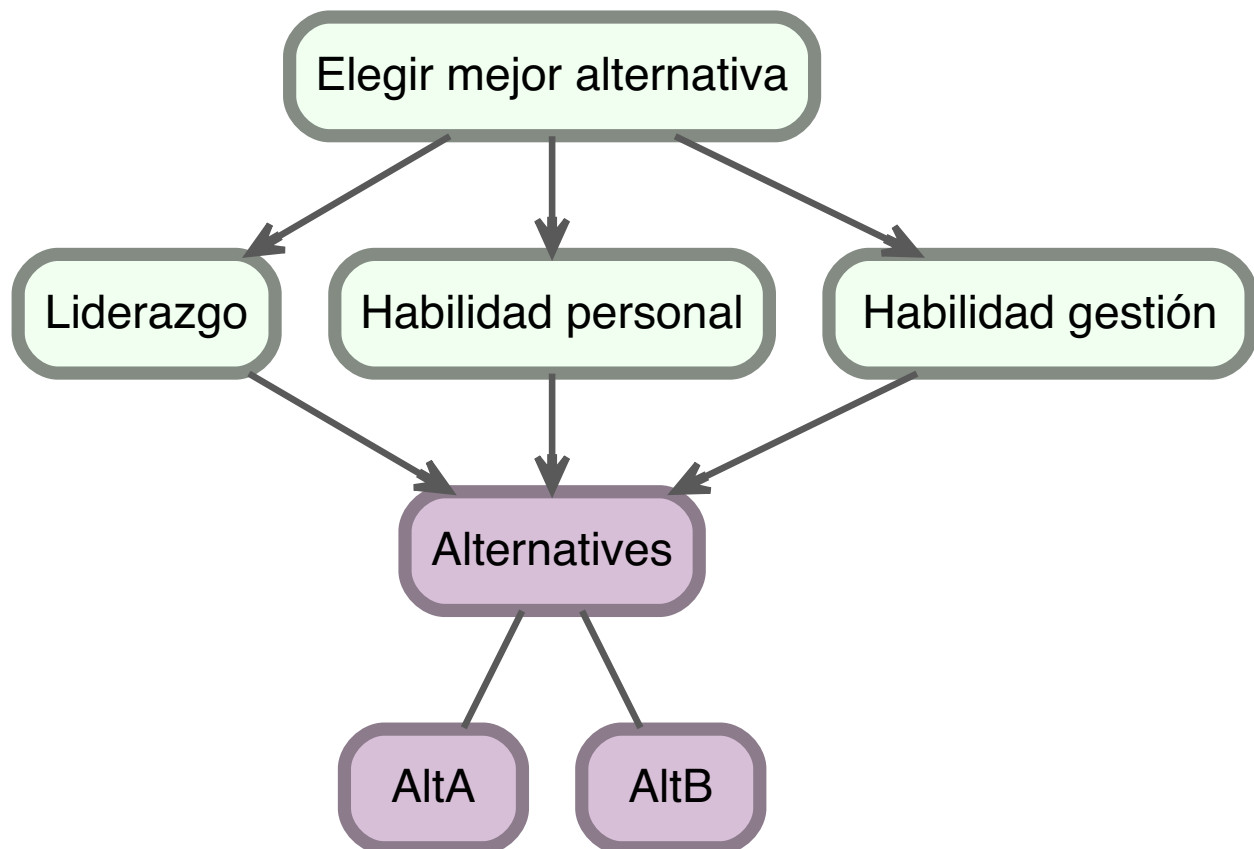 Elegir mejor alternativa
Liderazgo
Habilidad personal
Habilidad gestión
Alternatives
AltA
AltB